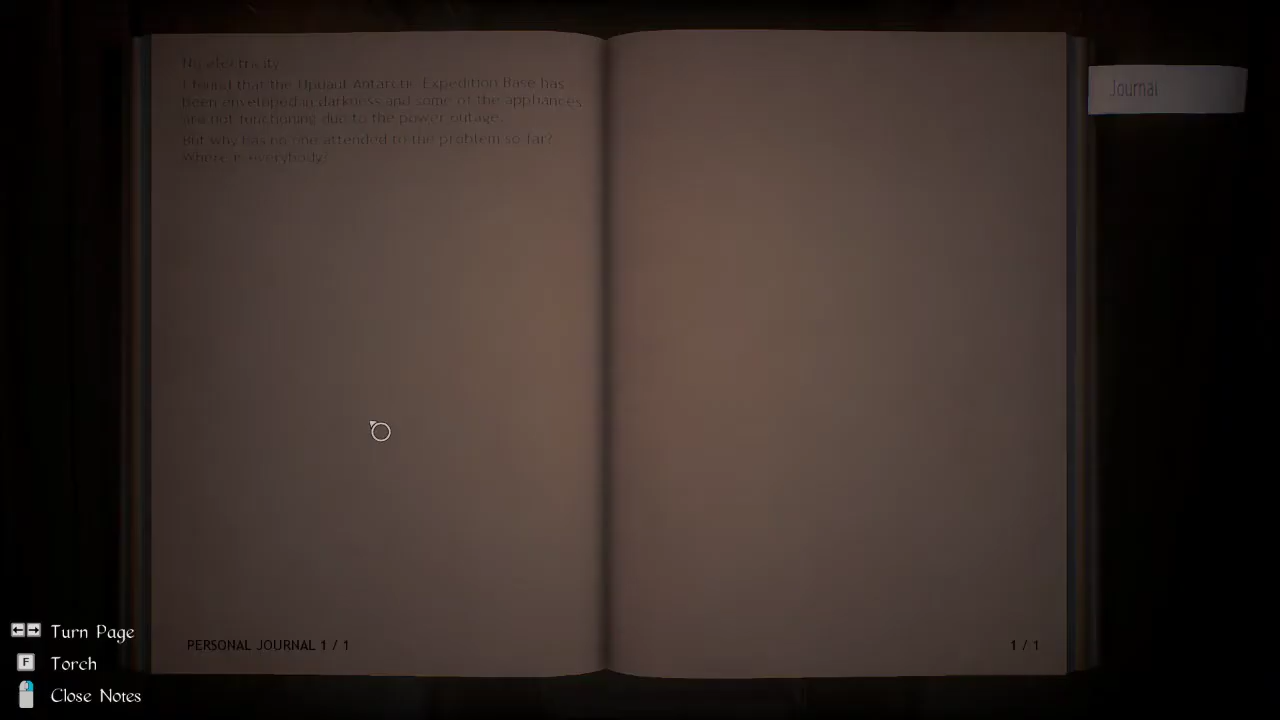 No electricity
I found that the Upuaut Antarctic Expedition Base has
been enveloped in darkness and some of the appliances
are not functioning due to the power outage.
But why has no one attended to the problem so far?
Where is everybody?
PERSONAL JOURNAL 1 / 1
1 / 1
Journal
Turn Page
F Torch
Close Notes